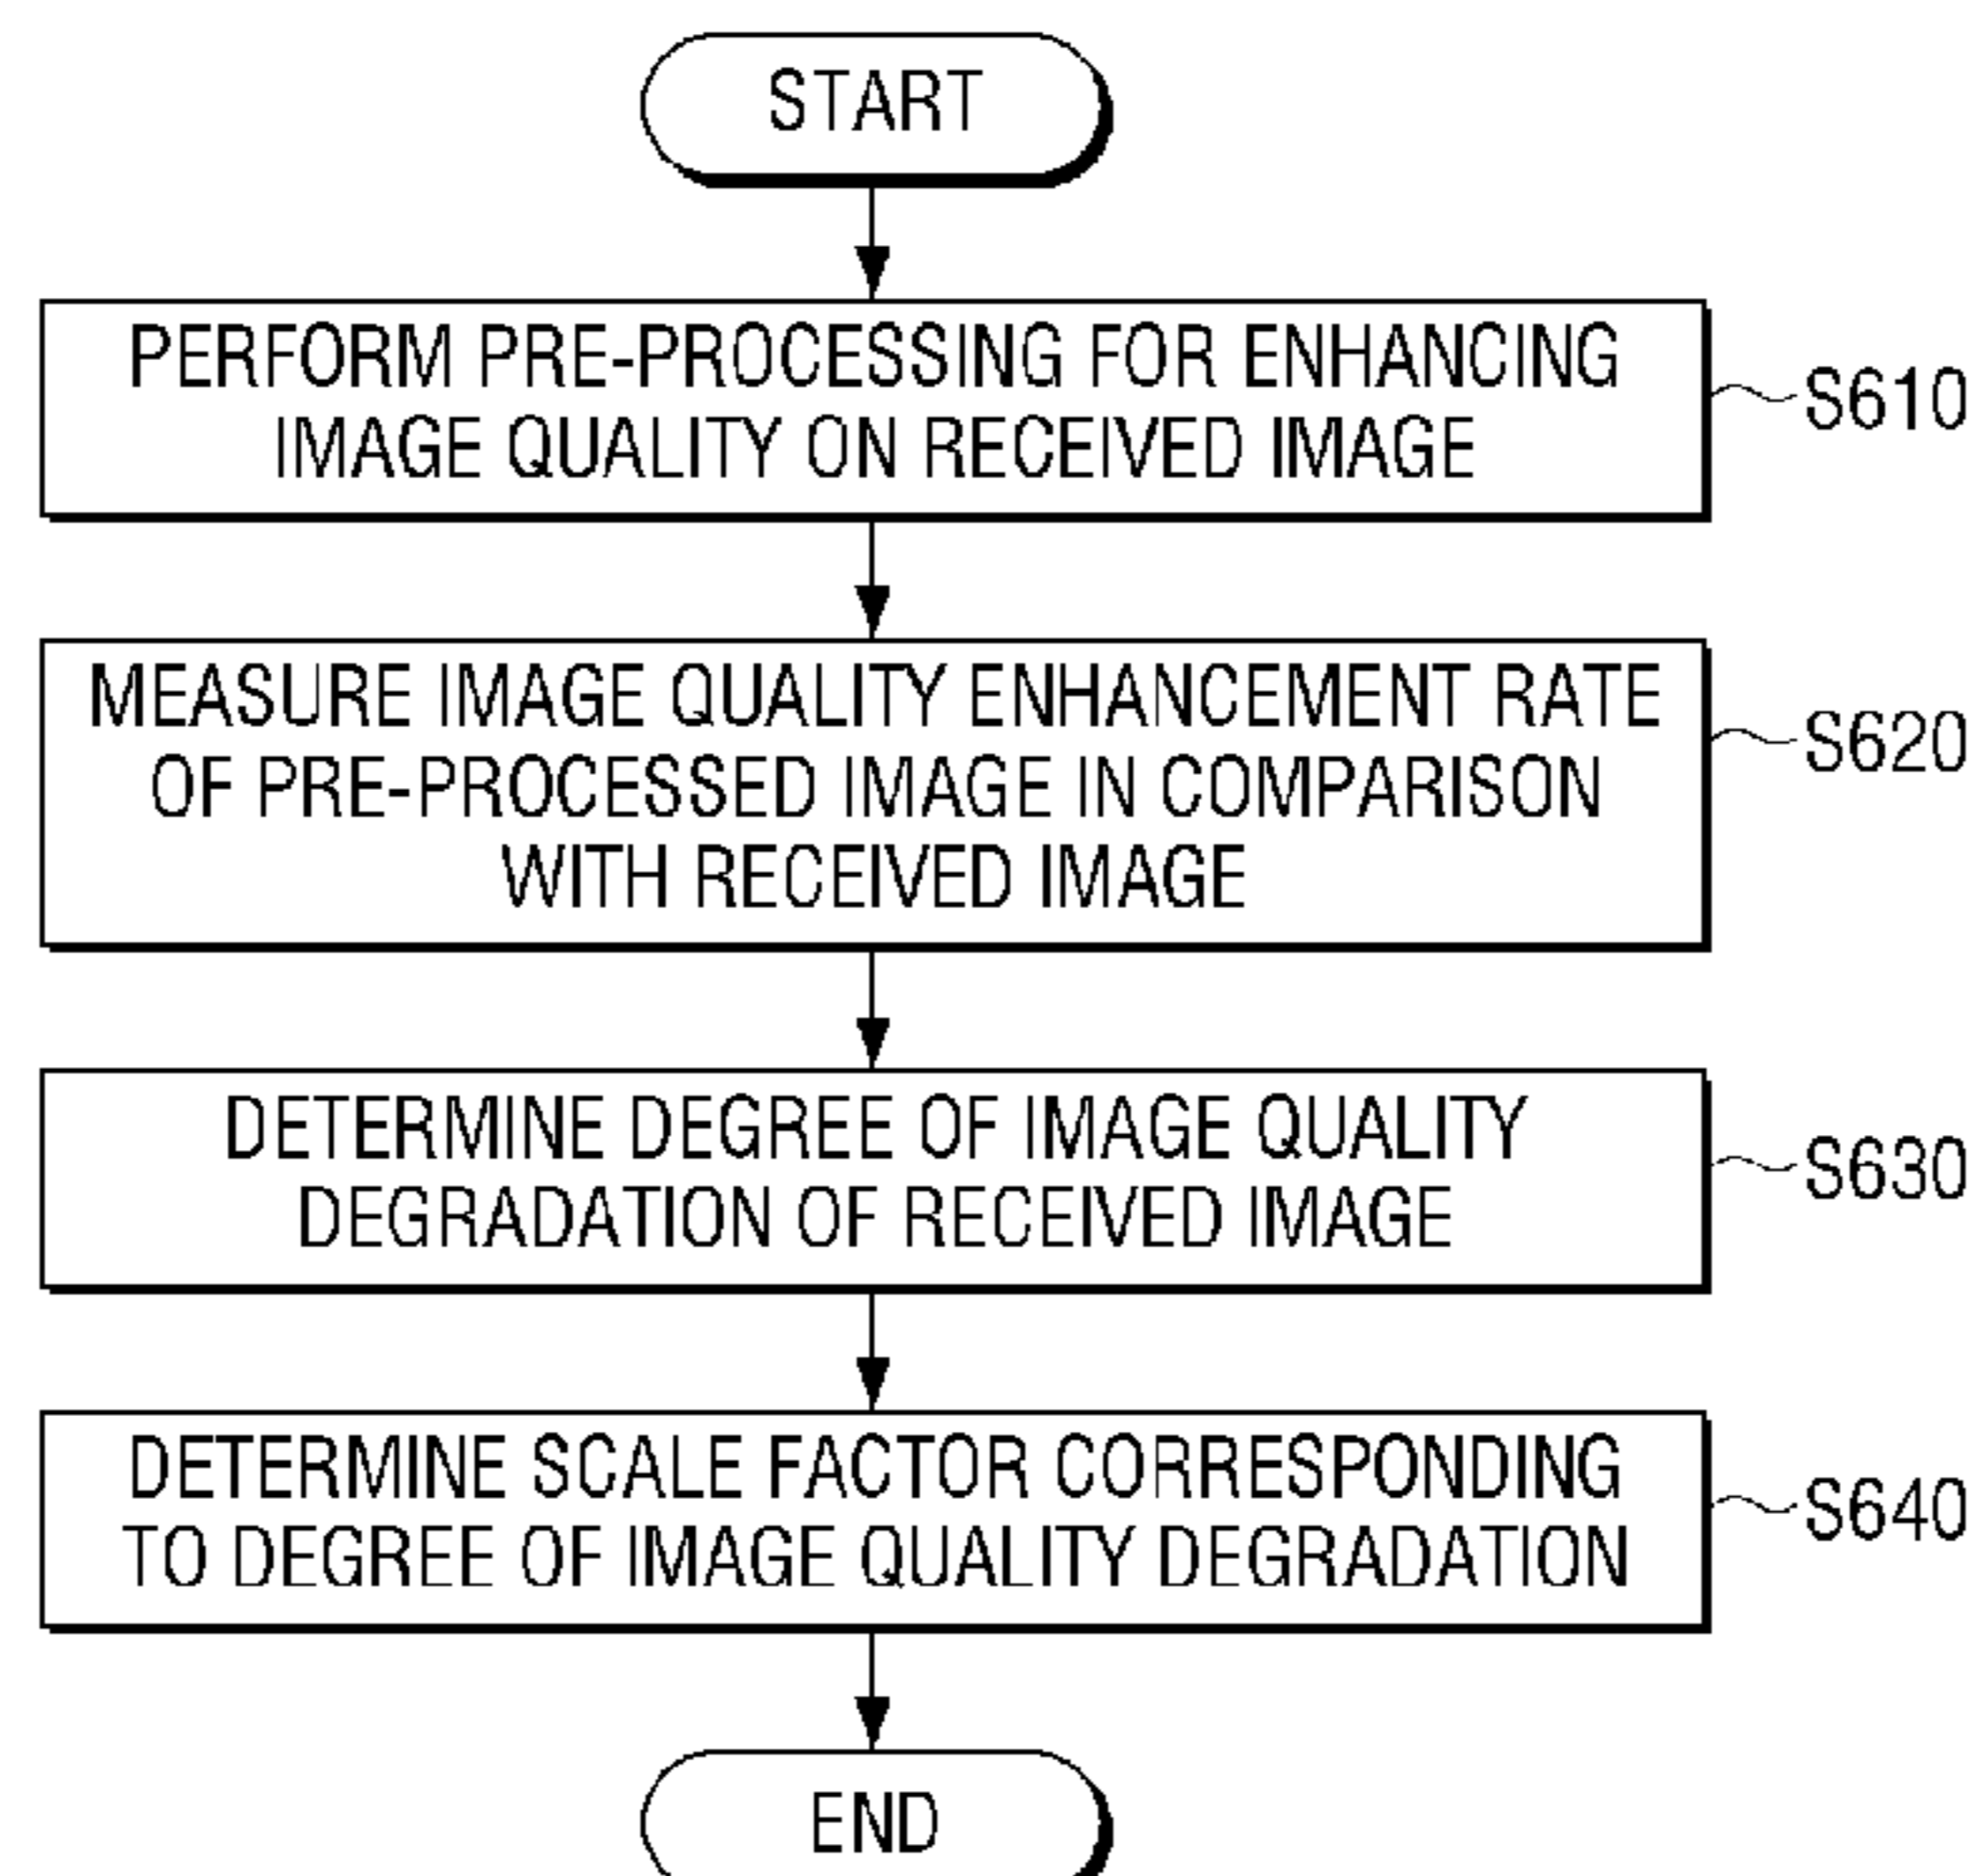 START
PERFORM PRE-PROCESSING FOR ENHANCING
IMAGE QUALITY ON RECEIVED IMAGE
S610
MEASURE IMAGE QUALITY ENHANCEMENT RATE
OF PRE-PROCESSED IMAGE IN COMPARISON
WITH RECEIVED IMAGE
S620
DETERMINE DEGREE OF IMAGE QUALITY
DEGRADATION OF RECEIVED IMAGE
S630
DETERMINE SCALE FACTOR CORRESPONDING
TO DEGREE OF IMAGE QUALITY DEGRADATION
S640
END